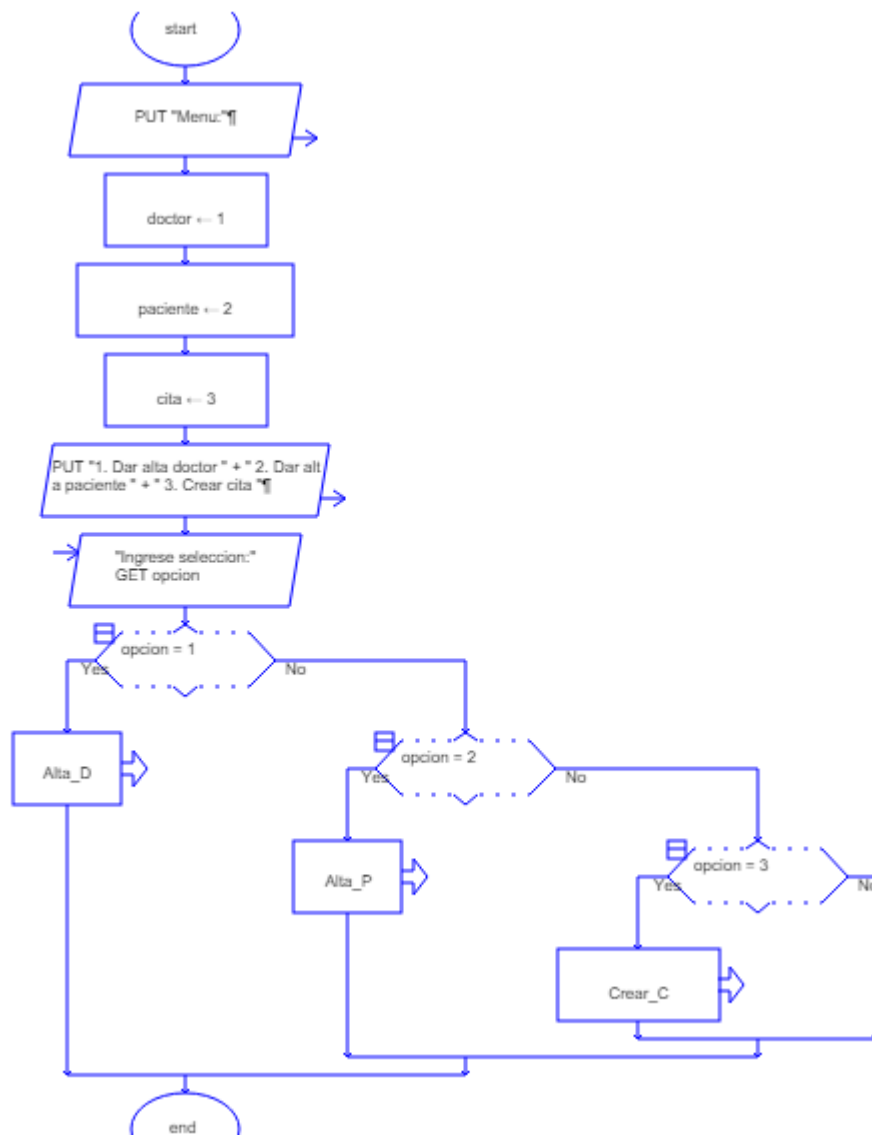 start
PUT "Menu:"¶
doctor ← 1
paciente ← 2
cita ← 3
PUT "1. Dar alta doctor " + " 2. Dar alt
a paciente " + " 3. Crear cita "¶
"Ingrese seleccion:"
GET opcion
opcion = 1
Yes
No
Alta_D
opcion = 2
Yes
No
Alta_P
opcion = 3
Yes
No
Crear_C
end